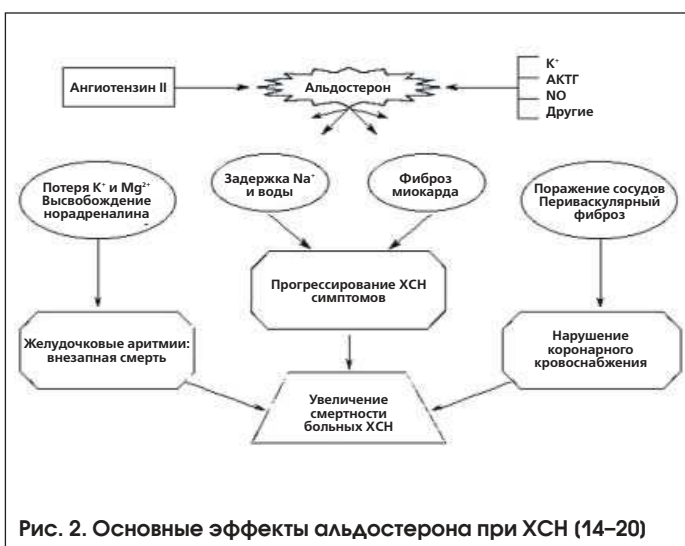 Ангиотензин II
Альдостерон
K⁺
АКТГ
NO
Другие
Потеря K⁺ и Mg²⁺
Высвобождение
норадреналина
Задержка Na⁺
и воды
Фиброз
миокарда
Поражение сосудов
Периваскулярный
фиброз
Прогрессирование ХСН
симптомов
Желудочковые аритмии:
внезапная смерть
Нарушение
коронарного
кровоснабжения
Увеличение
смертности
больных ХСН
Рис. 2. Основные эффекты альдостерона при ХСН (14–20)